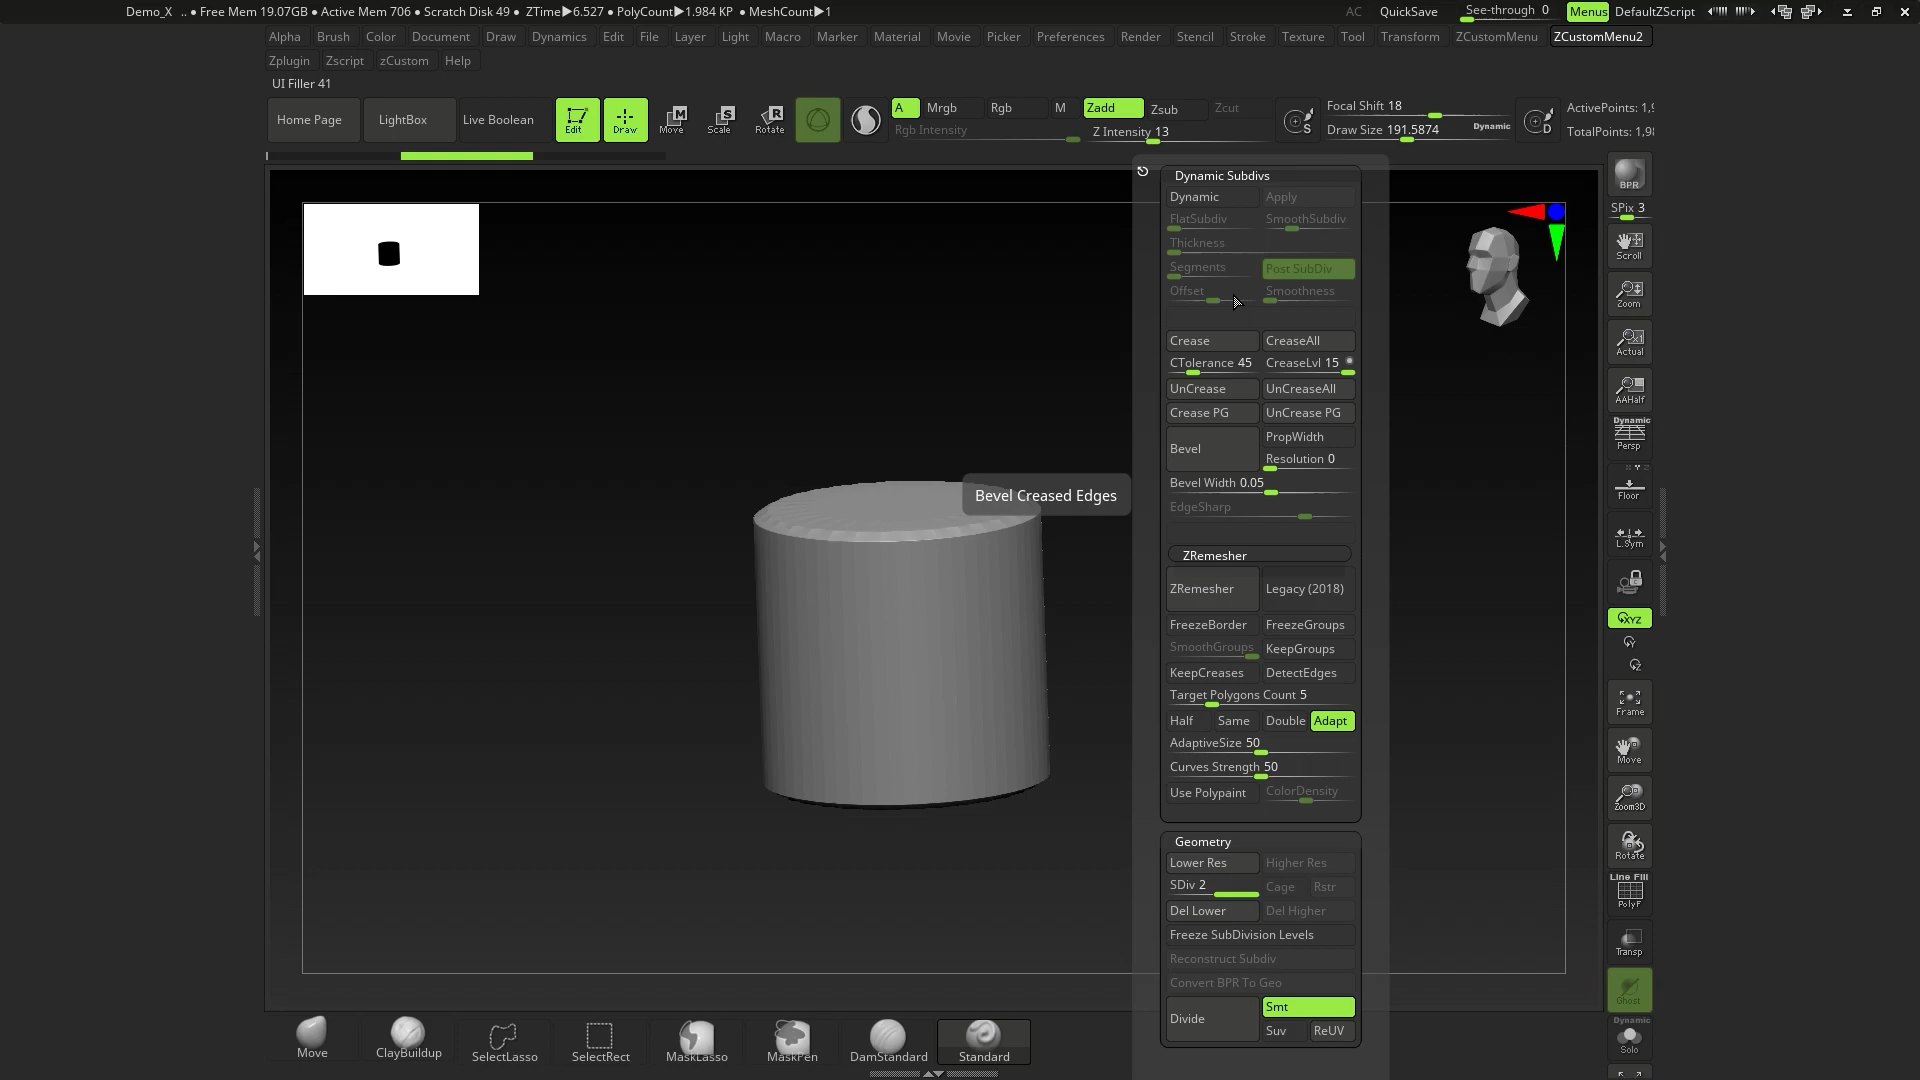 Demo_X .. • Free Mem 19.07GB • Active Mem 706 • Scratch Disk 49 • ZTime▶6.527 • PolyCount▶1.984 KP • MeshCount▶1
AC QuickSave See-through 0 Menus DefaultZScript
Alpha Brush Color Document Draw Dynamics Edit File Layer Light Macro Marker Material Movie Picker Preferences Render Stencil Stroke Texture Tool Transform ZCustomMenu ZCustomMenu2
Zplugin Zscript zCustom Help
UI Filler 41
Home Page LightBox Live Boolean Edit Draw Move Scale Rotate
A Mrgb Rgb M Zadd Zsub Zcut
Rgb Intensity Z Intensity 13
S Focal Shift 18
Draw Size 191.5874 Dynamic
D ActivePoints: 1,9
TotalPoints: 1,98
Dynamic Subdivs
Dynamic Apply
FlatSubdiv SmoothSubdiv
Thickness
Segments Post SubDiv
Offset Smoothness
Crease CreaseAll
CTolerance 45 CreaseLvl 15
UnCrease UnCreaseAll
Crease PG UnCrease PG
Bevel PropWidth
Resolution 0
Bevel Width 0.05
EdgeSharp
Bevel Creased Edges
ZRemesher
ZRemesher Legacy (2018)
FreezeBorder FreezeGroups
SmoothGroups KeepGroups
KeepCreases DetectEdges
Target Polygons Count 5
Half Same Double Adapt
AdaptiveSize 50
Curves Strength 50
Use Polypaint ColorDensity
Geometry
Lower Res Higher Res
SDiv 2 Cage Rstr
Del Lower Del Higher
Freeze SubDivision Levels
Reconstruct Subdiv
Convert BPR To Geo
Divide Smt
Suv ReUV
BPR
SPix 3
Scroll
Zoom
Actual
AAHalf
Dynamic
Persp
Floor
L.Sym
XYZ
Y
Z
Frame
Move
Zoom3D
Rotate
Line Fill
PolyF
Transp
Ghost
Dynamic
Solo
Move ClayBuildup SelectLasso SelectRect MaskLasso MaskPen DamStandard Standard